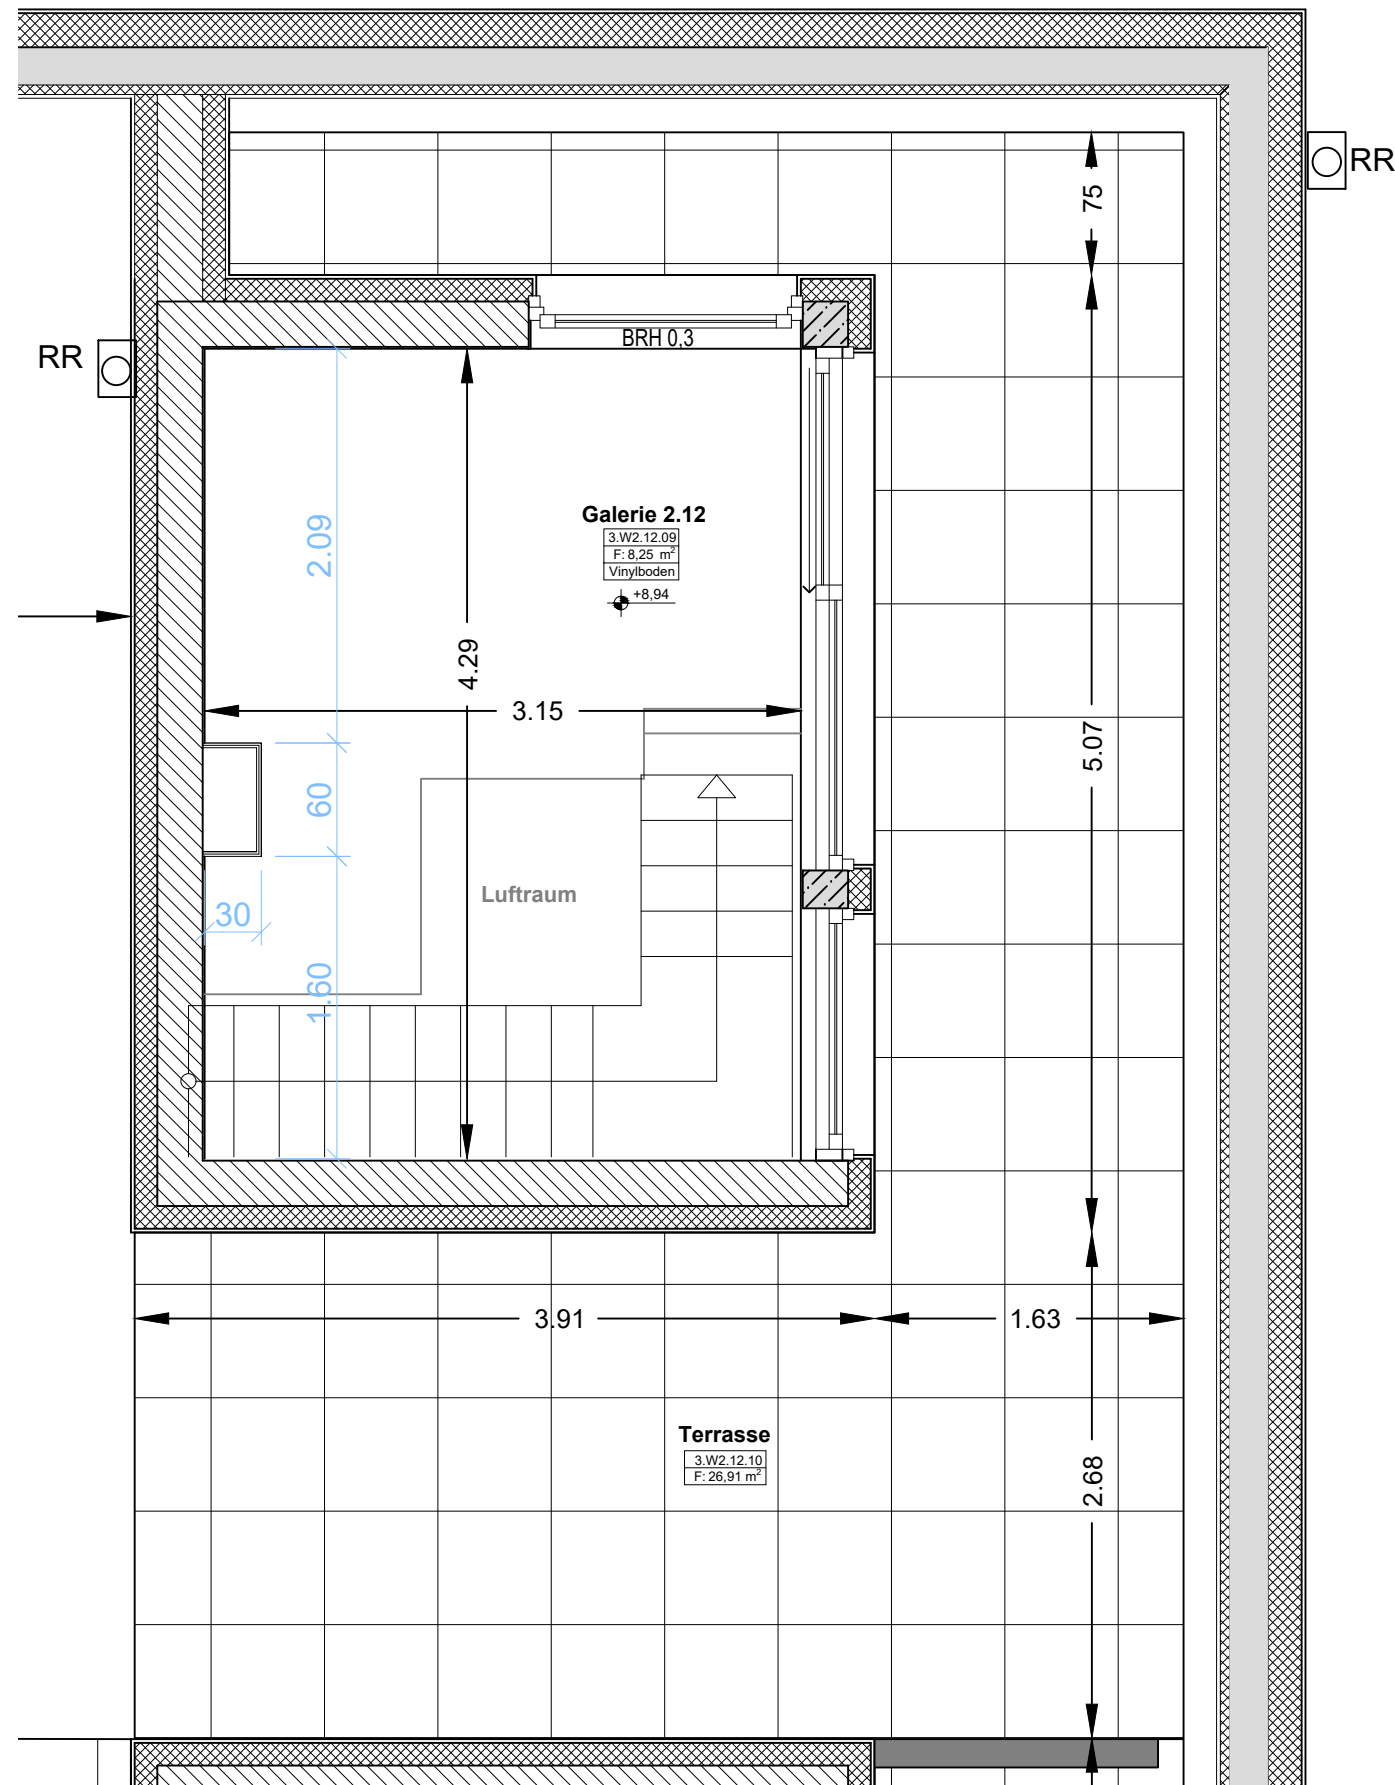 RR
75
BRH 0,3
RR
Galerie 2.12
3.W2.12.09
F: 8,25 m²
Vinylboden
+8,94
2.09
4.29
3.15
5.07
60
Luftraum
30
1.60
3.91
1.63
Terrasse
3.W2.12.10
F: 26,91 m²
2.68